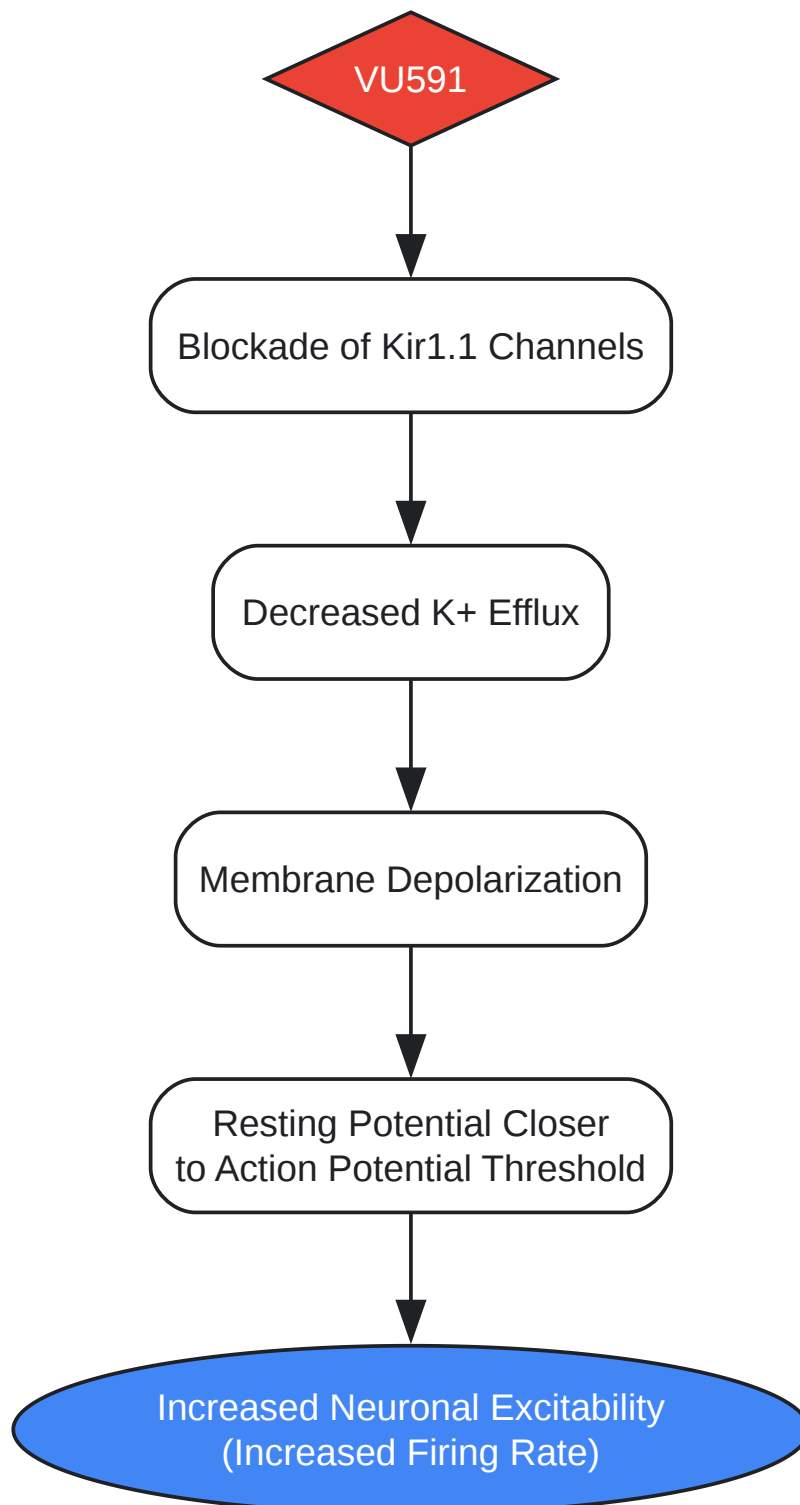 VU591
Blockade of Kir1.1 Channels
Decreased K+ Efflux
Membrane Depolarization
Resting Potential Closer
to Action Potential Threshold
Increased Neuronal Excitability
(Increased Firing Rate)